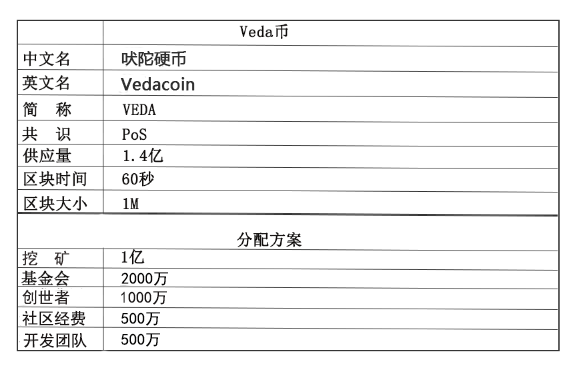 Veda币
中文名 吠陀硬币
英文名 Vedacoin
简 称 VEDA
共 识 PoS
供应量 1.4亿
区块时间 60秒
区块大小 1M
分配方案
挖 矿 1亿
基金会 2000万
创世者 1000万
社区经费 500万
开发团队 500万